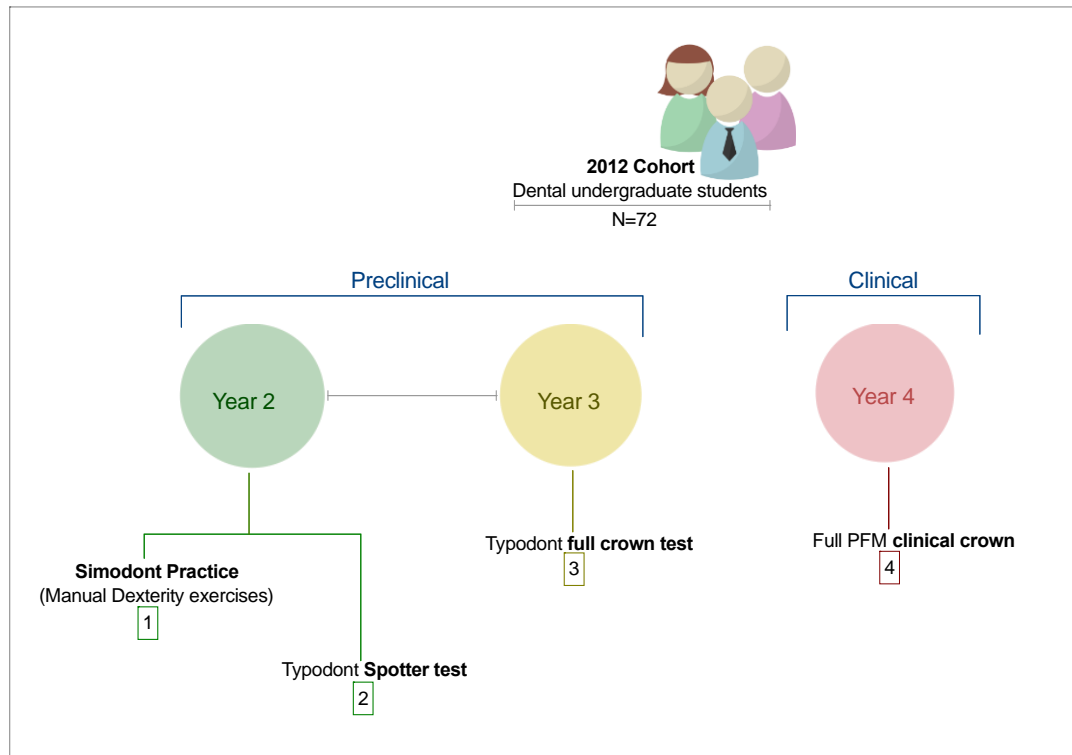 2012 Cohort
Dental undergraduate students
N=72
Preclinical
Clinical
Year 2
Year 3
Year 4
Typodont full crown test
3
Full PFM clinical crown
4
Simodont Practice
(Manual Dexterity exercises)
1
Typodont Spotter test
2